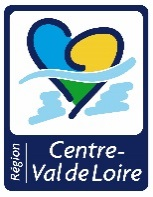 Région
Centre-
Val de Loire